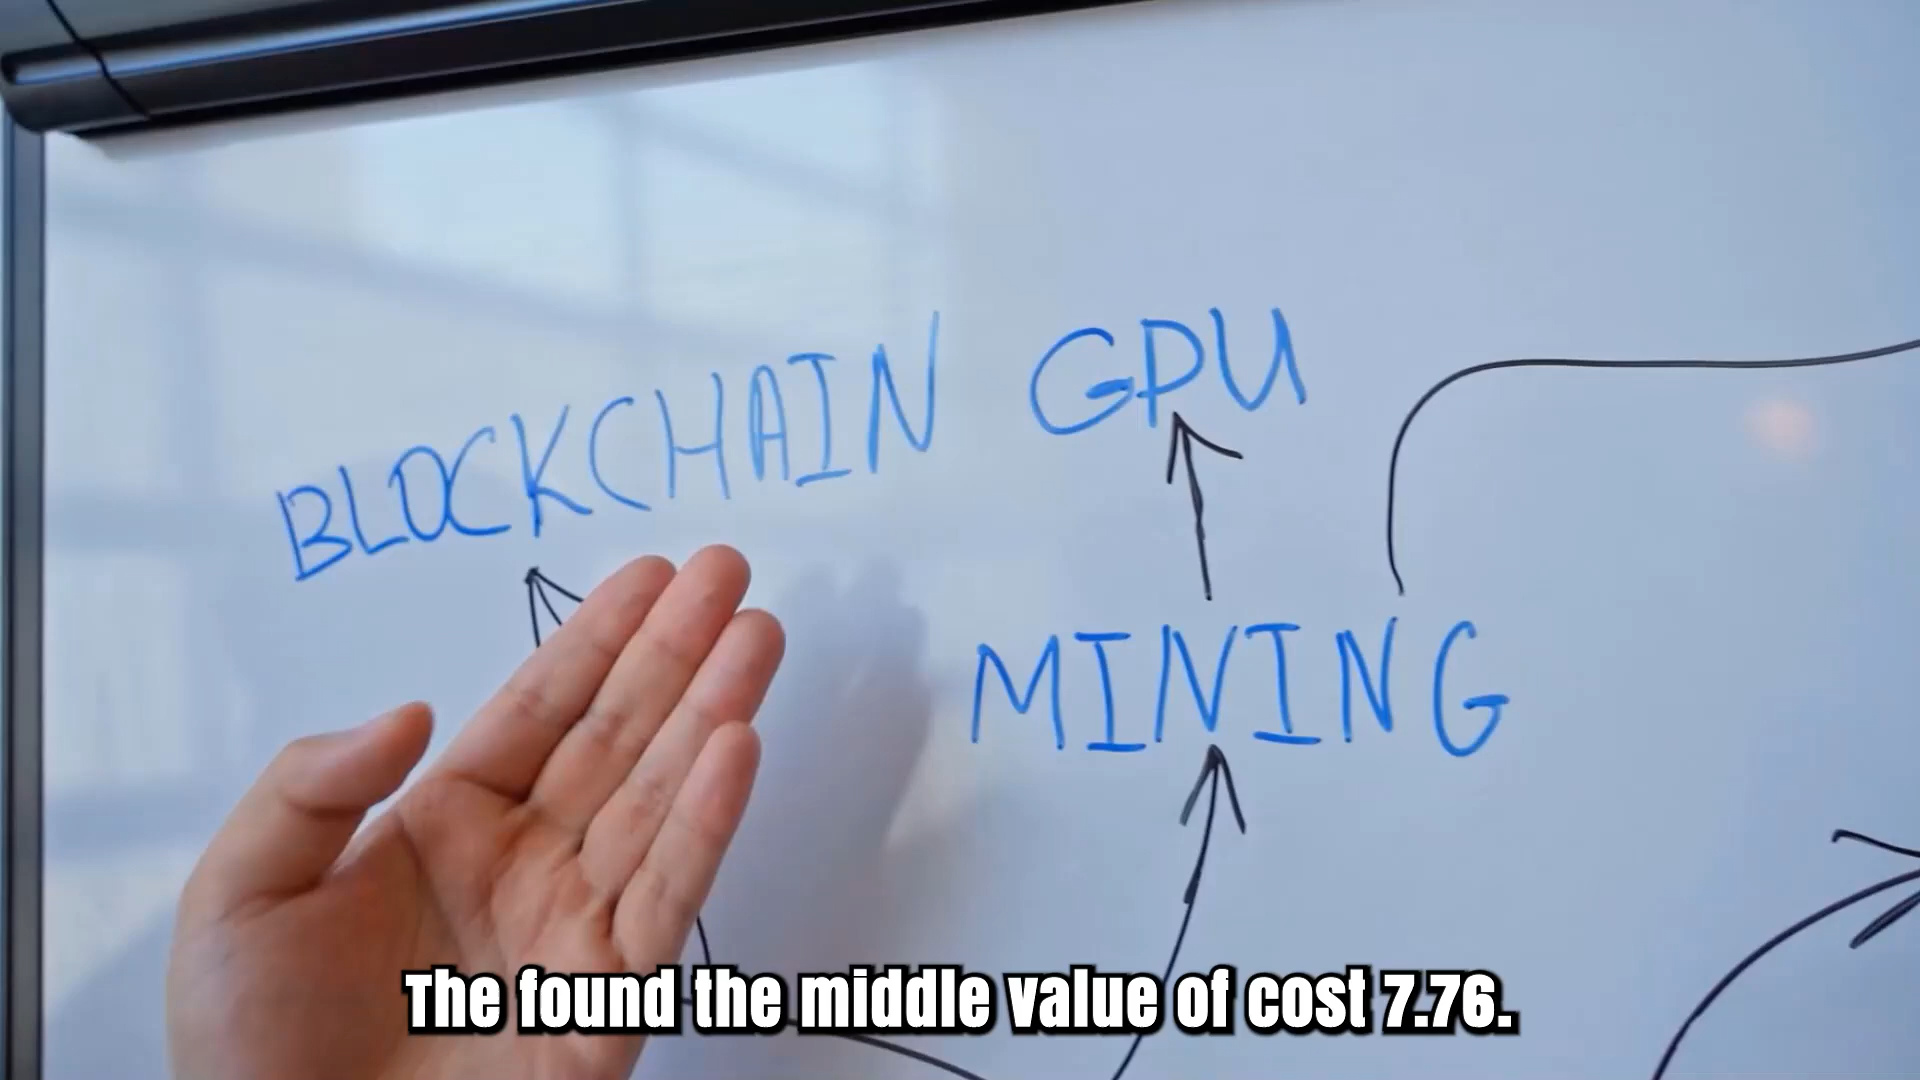 BLOCKCHAIN GPU
MINING
The found the middle value of cost 7.76.